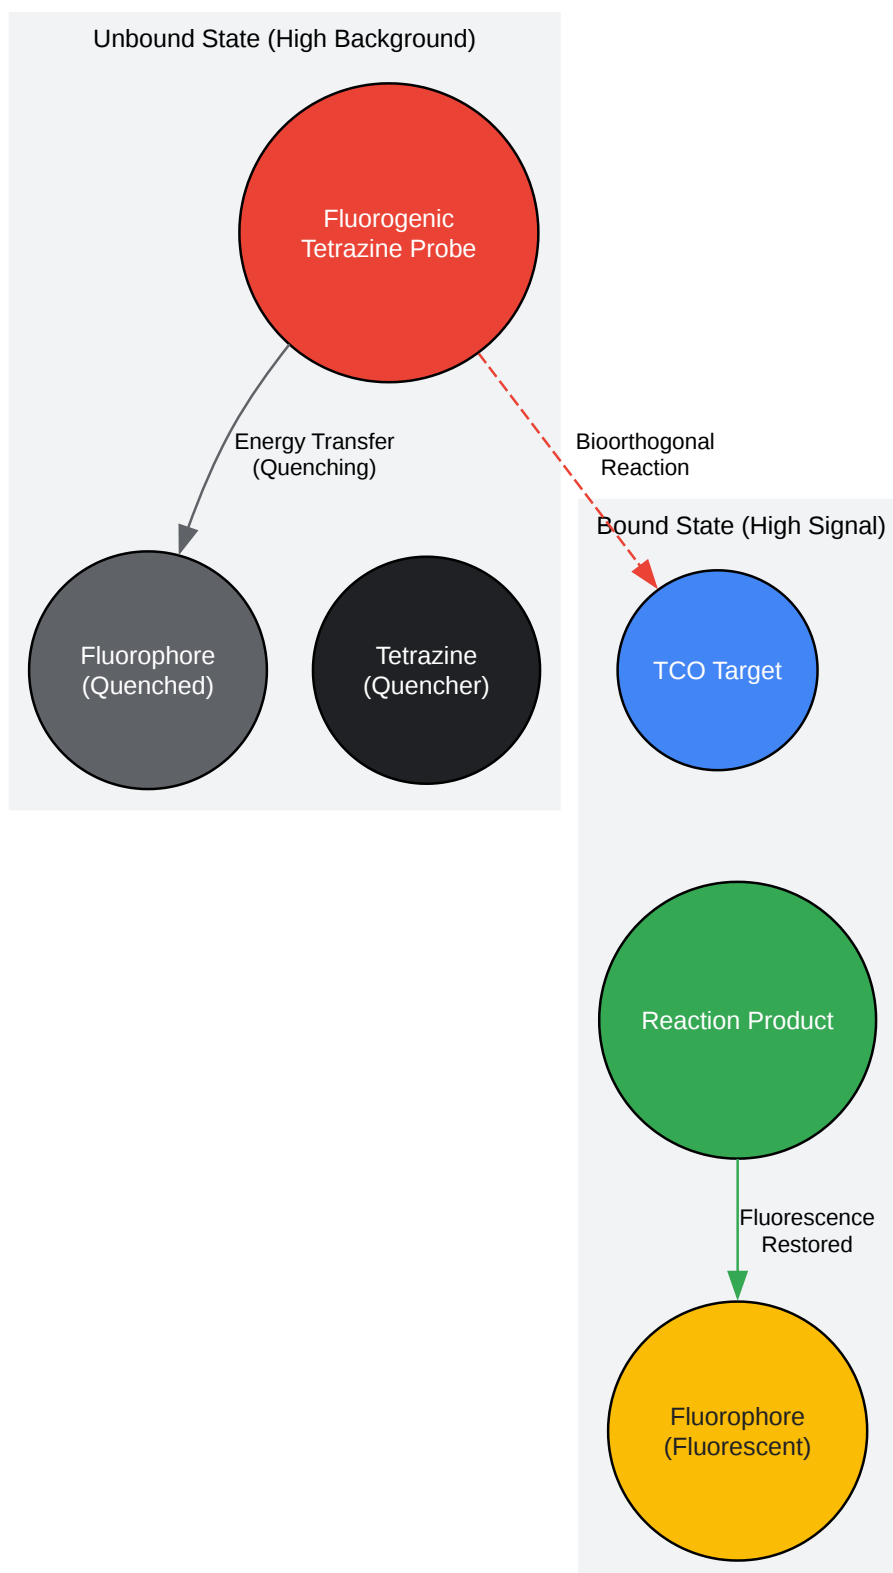 Unbound State (High Background)
Fluorogenic
Tetrazine Probe
Energy Transfer
(Quenching)
Bioorthogonal
Reaction
Bound State (High Signal)
Fluorophore
(Quenched)
Tetrazine
(Quencher)
TCO Target
Reaction Product
Fluorescence
Restored
Fluorophore
(Fluorescent)